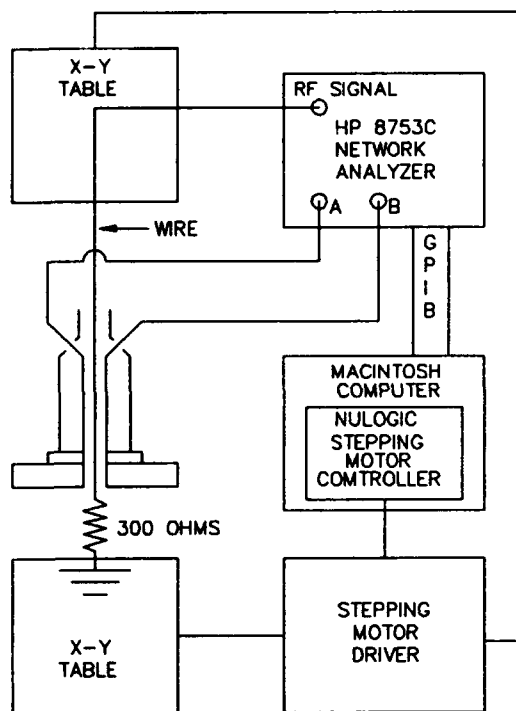 X-Y
TABLE
RF SIGNAL
HP 8753C
NETWORK
ANALYZER
A
B
WIRE
GPIB
MACINTOSH
COMPUTER
NULOGIC
STEPPING
MOTOR
COMTROLLER
300 OHMS
X-Y
TABLE
STEPPING
MOTOR
DRIVER